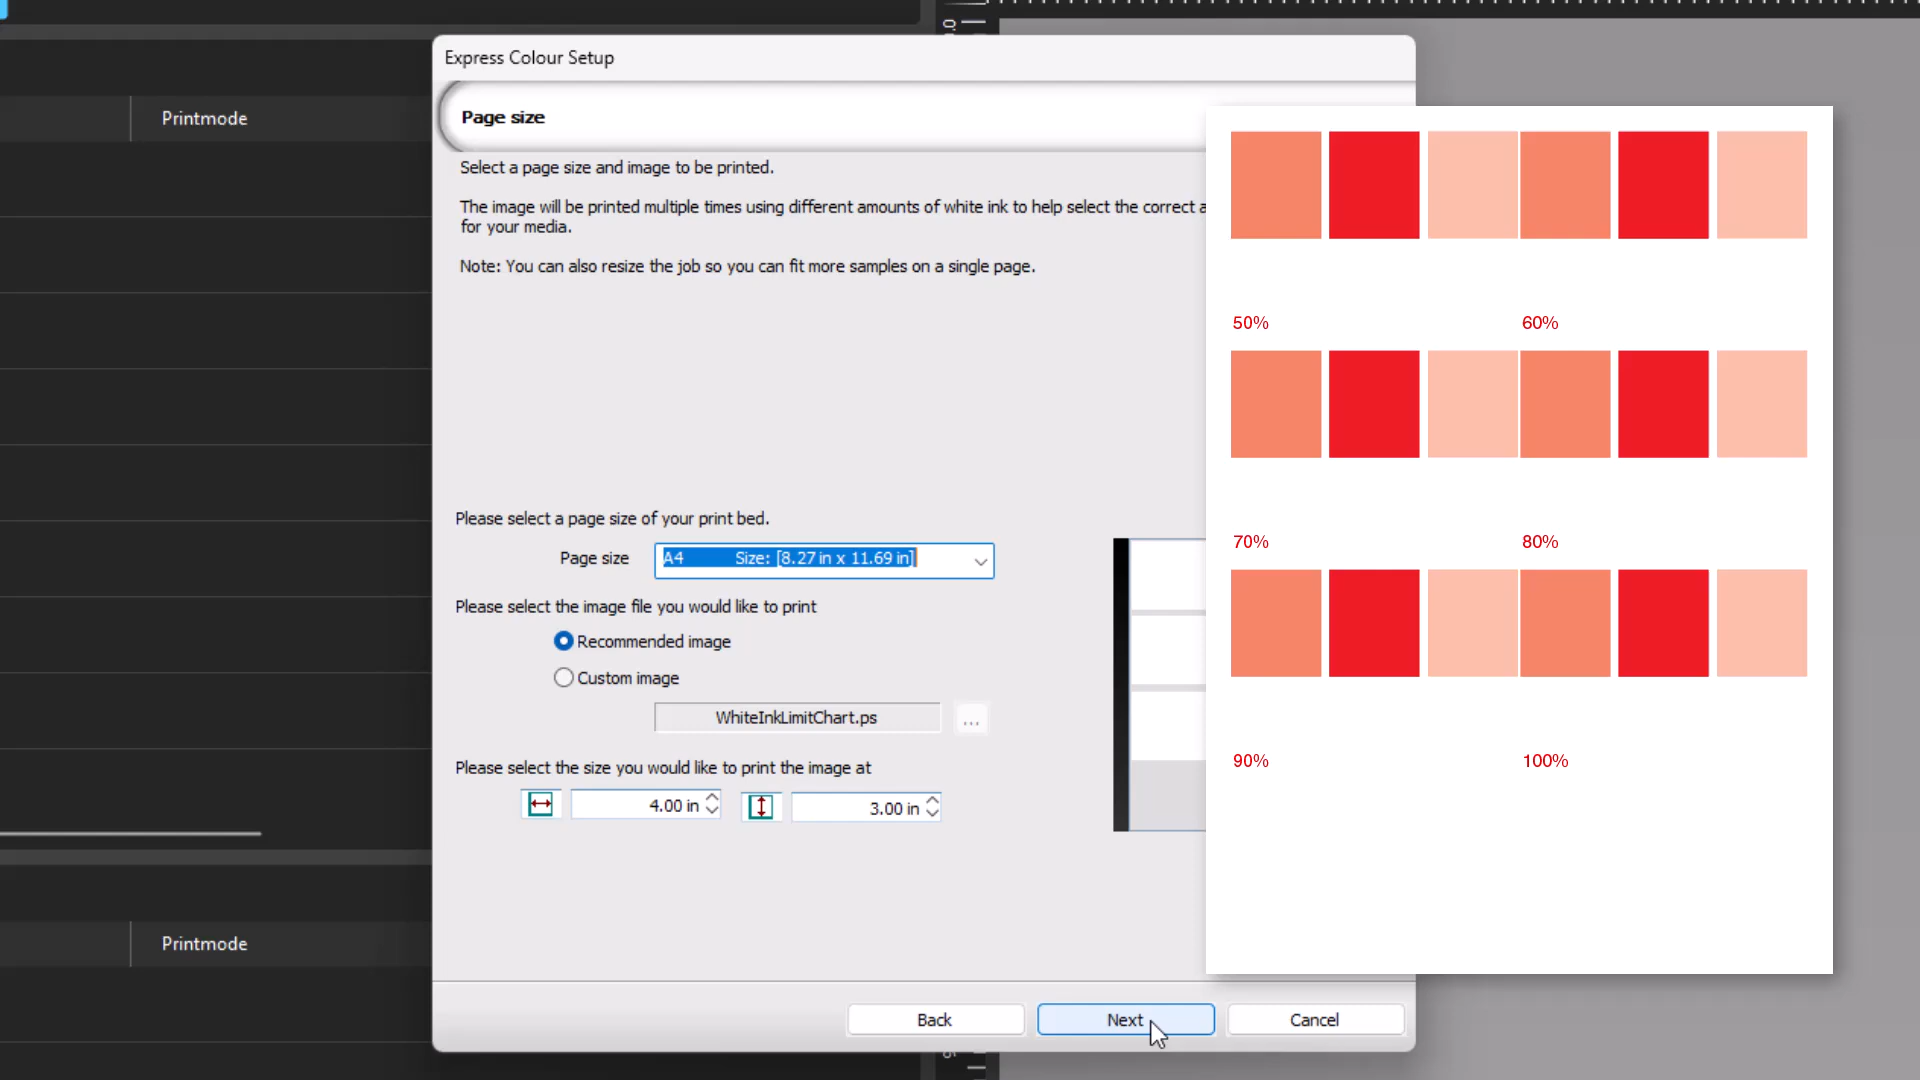 Express Colour Setup
Printmode
Page size
Select a page size and image to be printed.
The image will be printed multiple times using different amounts of white ink to help select the correct a
for your media.
Note: You can also resize the job so you can fit more samples on a single page.
50%
60%
Please select a page size of your print bed.
70%
80%
Page size
A4 Size: [8.27 in x 11.69 in]
Please select the image file you would like to print
Recommended image
Custom image
WhiteInkLimitChart.ps
...
90%
100%
Please select the size you would like to print the image at
4.00 in
3.00 in
Printmode
Back
Next
Cancel